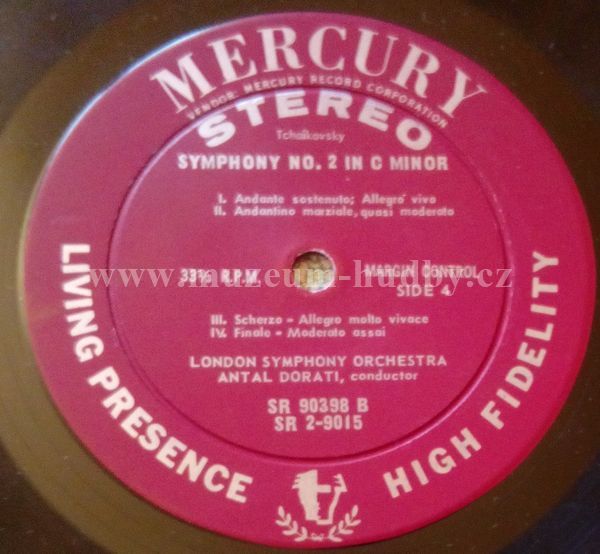 MERCURY
VENDOR: MERCURY RECORD CORPORATION
STEREO
Tchaikovsky
SYMPHONY NO. 2 IN C MINOR
I. Andante sostenuto; Allegro vivo
II. Andantino marziale, quasi moderato
33⅓ R.P.M.
MARGIN CONTROL
SIDE 4
www.museum-hudby.cz
III. Scherzo - Allegro molto vivace
IV. Finale - Moderato assai
LONDON SYMPHONY ORCHESTRA
ANTAL DORATI, conductor
SR 90398 B
SR 2-9015
LIVING PRESENCE
HIGH FIDELITY